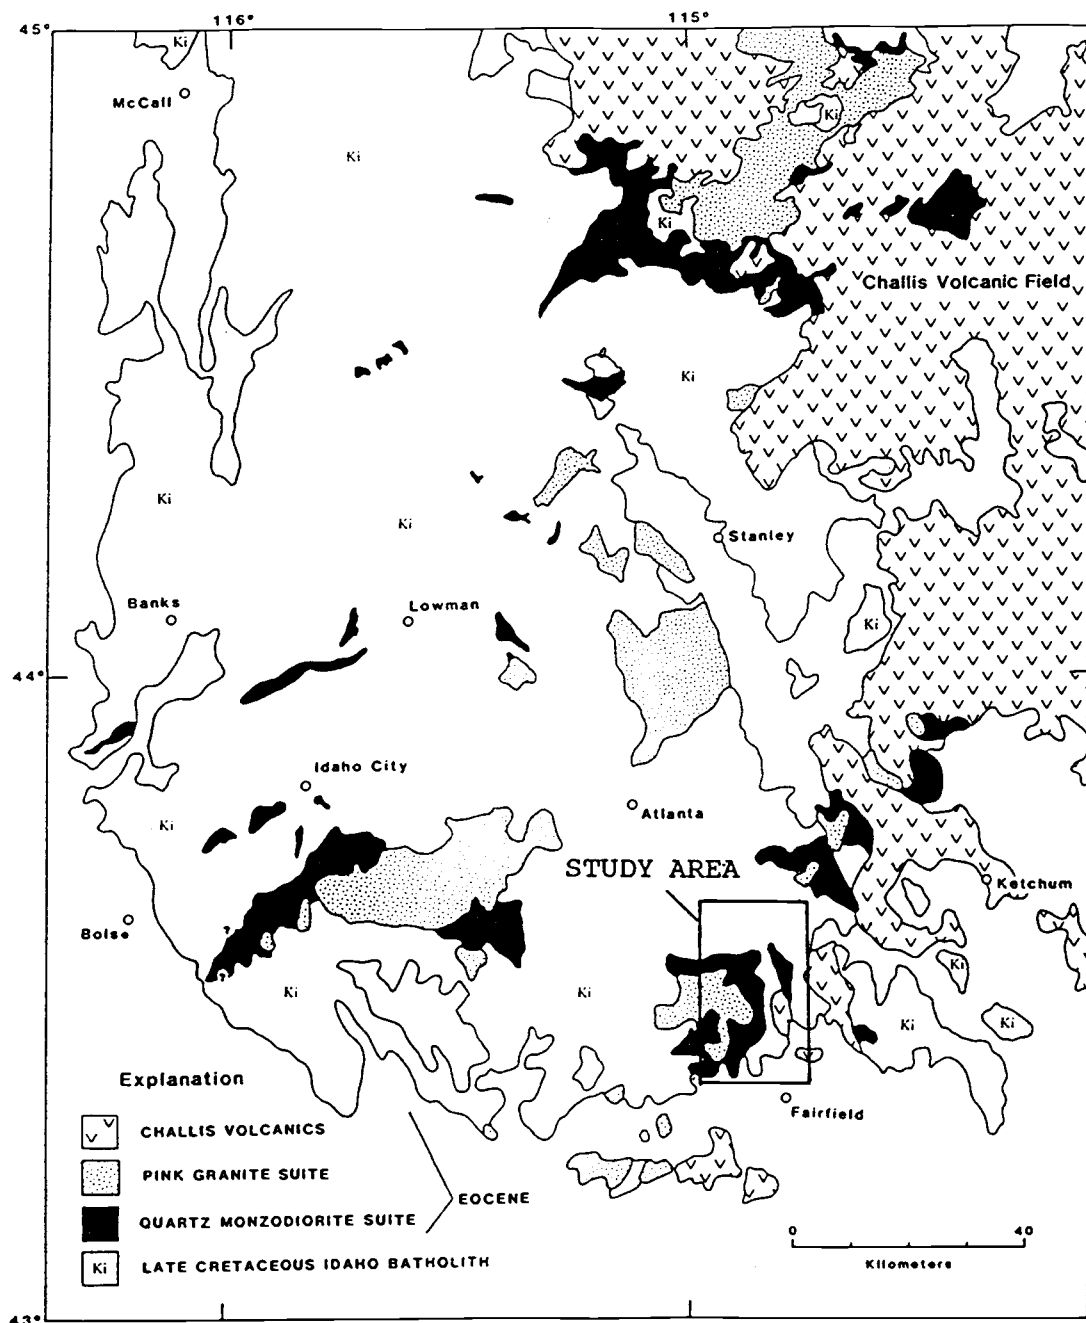 116° 115°
45°
Ki
McCall
Ki
Ki
Ki
Challis Volcanic Field
Ki
Ki
Ki
Stanley
Banks
Lowman
Ki
44°
Idaho City
Ki
Atlanta
STUDY AREA
Ketchum
Boise
?
?
Ki
Ki
Ki
Ki
Ki
Explanation
Fairfield
CHALLIS VOLCANICS
PINK GRANITE SUITE
EOCENE
QUARTZ MONZODIORITE SUITE
Ki LATE CRETACEOUS IDAHO BATHOLITH
0 40
Kilometers
43°